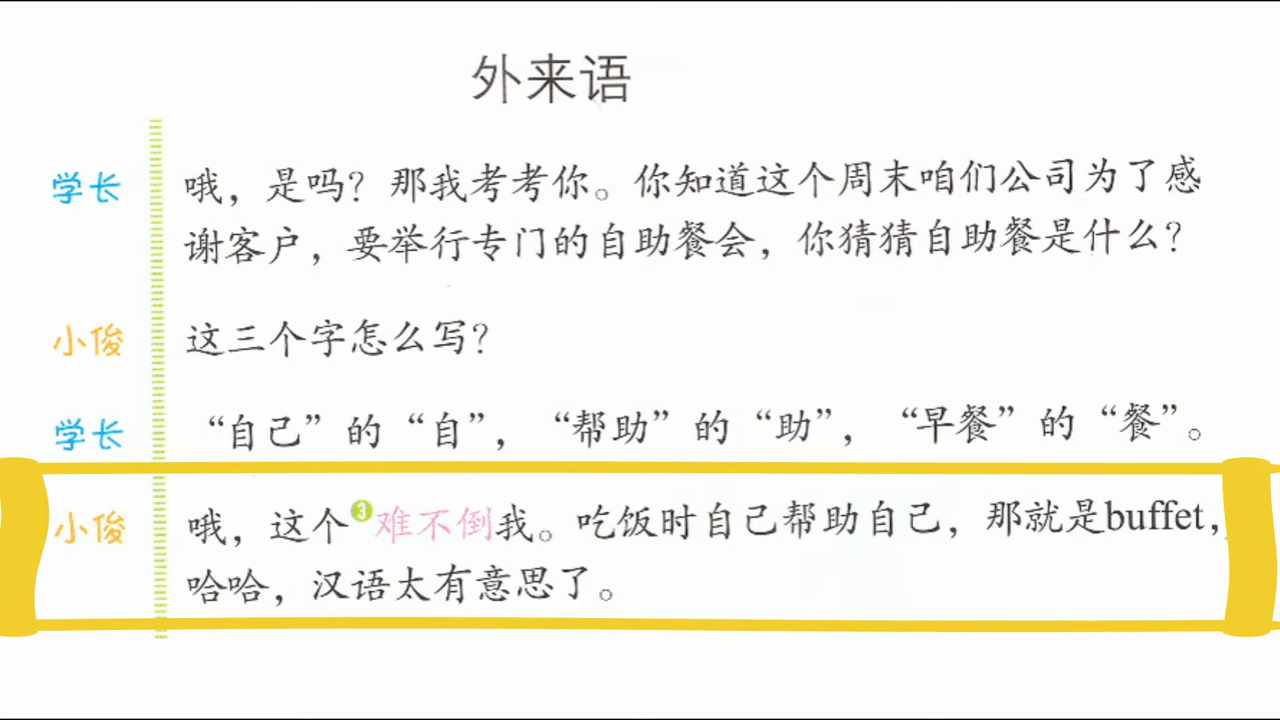 外来语
学长 哦，是吗？那我考考你。你知道这个周末咱们公司为了感
谢客户，要举行专门的自助餐会，你猜猜自助餐是什么？
小俊 这三个字怎么写？
学长 “自己”的“自”，“帮助”的“助”，“早餐”的“餐”。
小俊 哦，这个③难不倒我。吃饭时自己帮助自己，那就是buffet，
哈哈，汉语太有意思了。